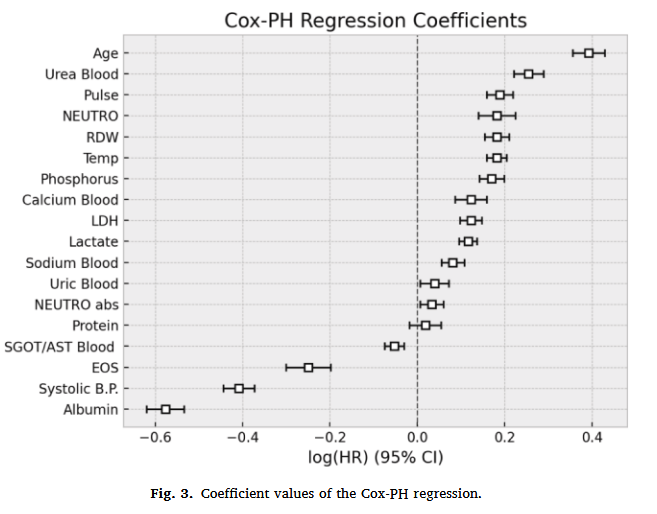 Cox-PH Regression Coefficients
Age
Urea Blood
Pulse
NEUTRO
RDW
Temp
Phosphorus
Calcium Blood
LDH
Lactate
Sodium Blood
Uric Blood
NEUTRO abs
Protein
SGOT/AST Blood
EOS
Systolic B.P.
Albumin
−0.6 −0.4 −0.2 0.0 0.2 0.4
log(HR) (95% CI)
Fig. 3. Coefficient values of the Cox-PH regression.